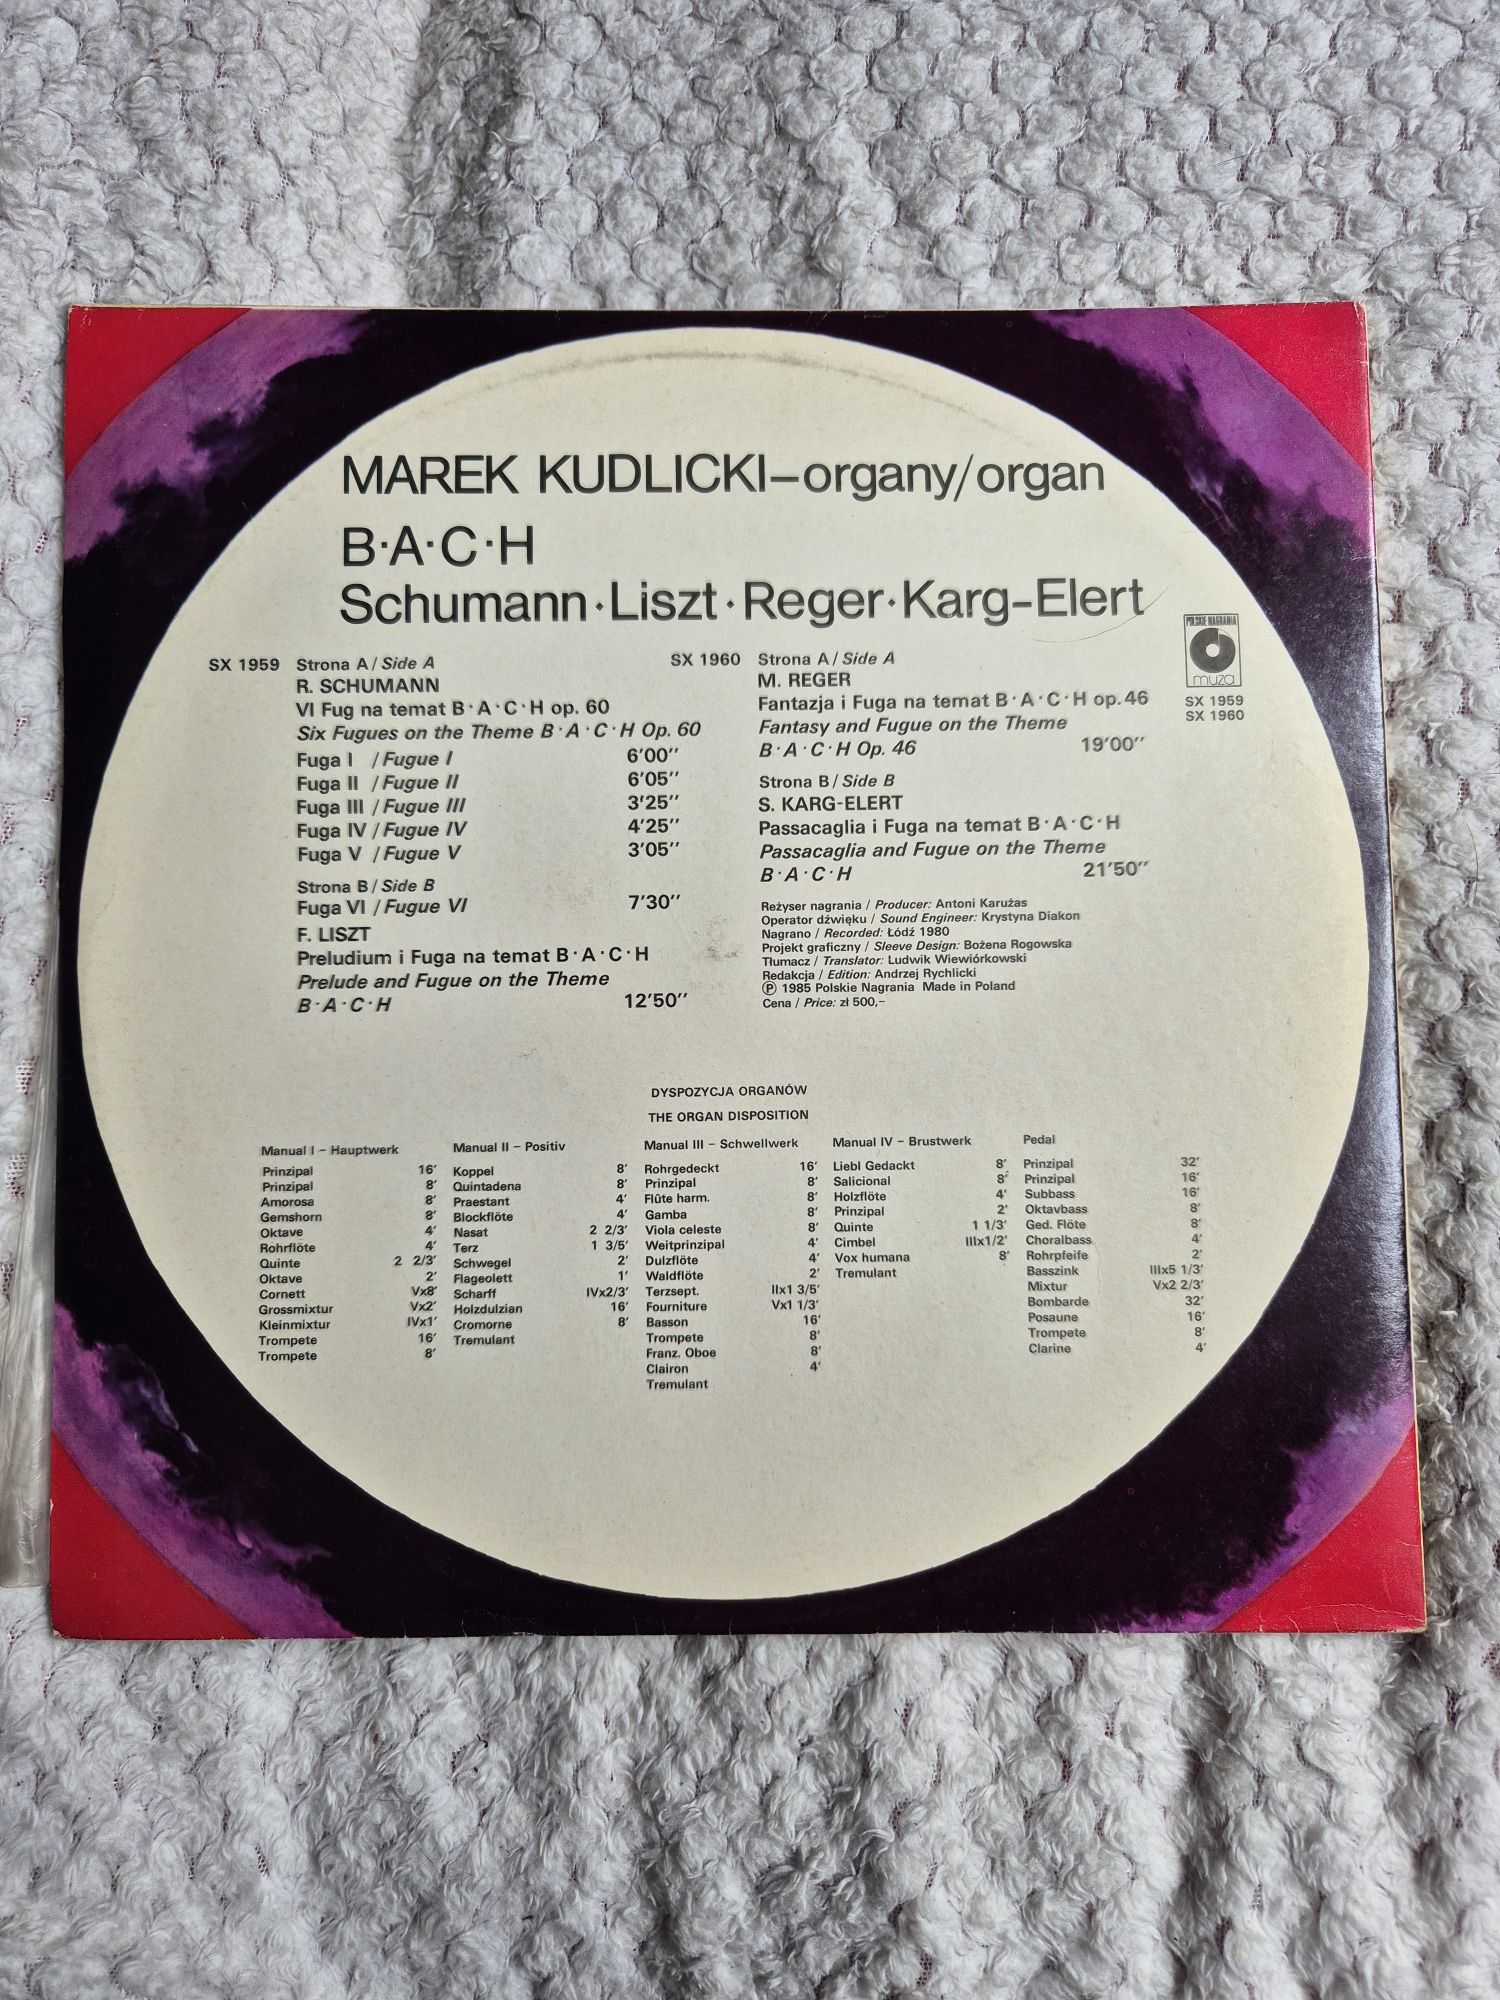 MAREK KUDLICKI–organy/organ
B·A·C·H
Schumann·Liszt·Reger·Karg-Elert
SX 1959 Strona A / Side A
R. SCHUMANN
VI Fug na temat B·A·C·H op. 60
Six Fugues on the Theme B·A·C·H Op. 60
Fuga I / Fugue I 6'00''
Fuga II / Fugue II 6'05''
Fuga III / Fugue III 3'25''
Fuga IV / Fugue IV 4'25''
Fuga V / Fugue V 3'05''
Strona B / Side B
Fuga VI / Fugue VI 7'30''
F. LISZT
Preludium i Fuga na temat B·A·C·H
Prelude and Fugue on the Theme
B·A·C·H 12'50''
SX 1960 Strona A / Side A
M. REGER
Fantazja i Fuga na temat B·A·C·H op. 46
Fantasy and Fugue on the Theme
B·A·C·H Op. 46 19'00''
Strona B / Side B
S. KARG-ELERT
Passacaglia i Fuga na temat B·A·C·H
Passacaglia and Fugue on the Theme
B·A·C·H 21'50''
Reżyser nagrania / Producer: Antoni Karużas
Operator dźwięku / Sound Engineer: Krystyna Diakon
Nagrano / Recorded: Łódź 1980
Projekt graficzny / Sleeve Design: Bożena Rogowska
Tłumacz / Translator: Ludwik Wiewiórkowski
Redakcja / Edition: Andrzej Rychlicki
Ⓟ 1985 Polskie Nagrania Made in Poland
Cena / Price: zł 500,–
POLSKIE NAGRANIA
muza
SX 1959
SX 1960
DYSPOZYCJA ORGANÓW
THE ORGAN DISPOSITION
Manual I – Hauptwerk
Prinzipal 16'
Prinzipal 8'
Amorosa 8'
Gemshorn 8'
Oktave 4'
Rohrflöte 4'
Quinte 2 2/3'
Oktave 2'
Cornett Vx8'
Grossmixtur Vx2'
Kleinmixtur IVx1'
Trompete 16'
Trompete 8'
Manual II – Positiv
Koppel 8'
Quintadena 8'
Praestant 4'
Blockflöte 4'
Nasat 2 2/3'
Terz 1 3/5'
Schwegel 2'
Flageolett 1'
Scharff IVx2/3'
Holzdulzian 16'
Cromorne 8'
Tremulant
Manual III – Schwellwerk
Rohrgedeckt 16'
Prinzipal 8'
Flûte harm. 8'
Gamba 8'
Viola celeste 8'
Weitprinzipal 4'
Dulzflöte 4'
Waldflöte 2'
Terzsept. IIx1 3/5'
Fourniture Vx1 1/3'
Basson 16'
Trompete 8'
Franz. Oboe 8'
Clairon 4'
Tremulant
Manual IV – Brustwerk
Liebl Gedackt 8'
Salicional 8'
Holzflöte 4'
Prinzipal 2'
Quinte 1 1/3'
Cimbel IIIx1/2'
Vox humana 8'
Tremulant
Pedal
Prinzipal 32'
Prinzipal 16'
Subbass 16'
Oktavbass 8'
Ged. Flöte 8'
Choralbass 4'
Rohrpfeife 2'
Basszink IIIx5 1/3'
Mixtur Vx2 2/3'
Bombarde 32'
Posaune 16'
Trompete 8'
Clarine 4'